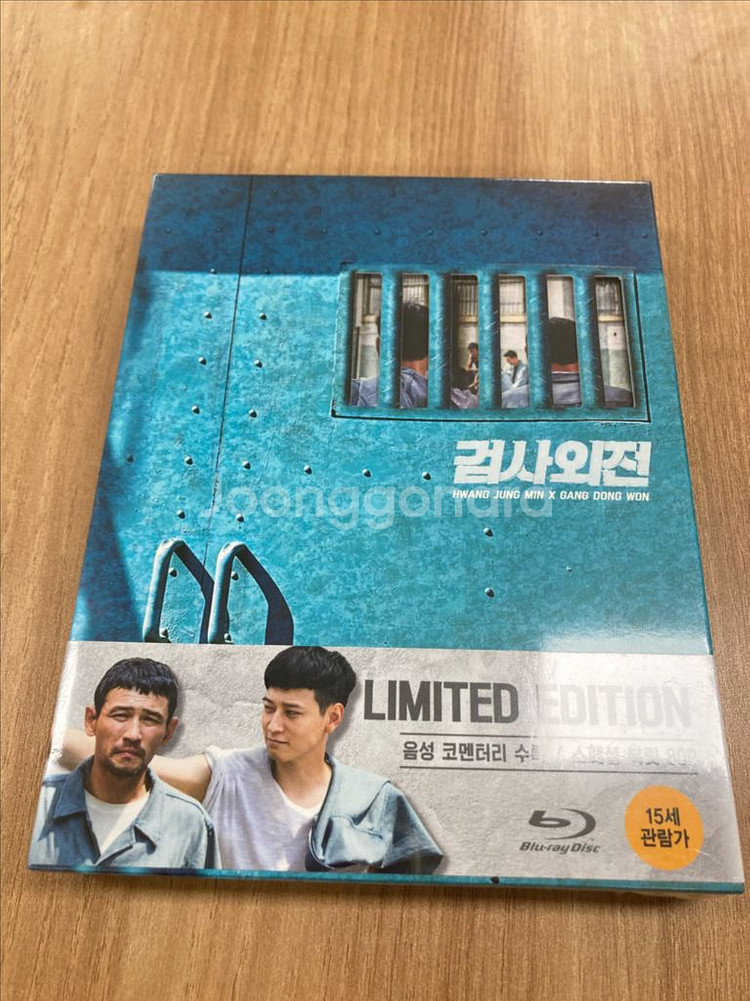 검사외전
HWANG JUNG MIN X GANG DONG WON
Joonggonara
LIMITED EDITION
음성 코멘터리 수록
Blu-ray Disc
15세
관람가